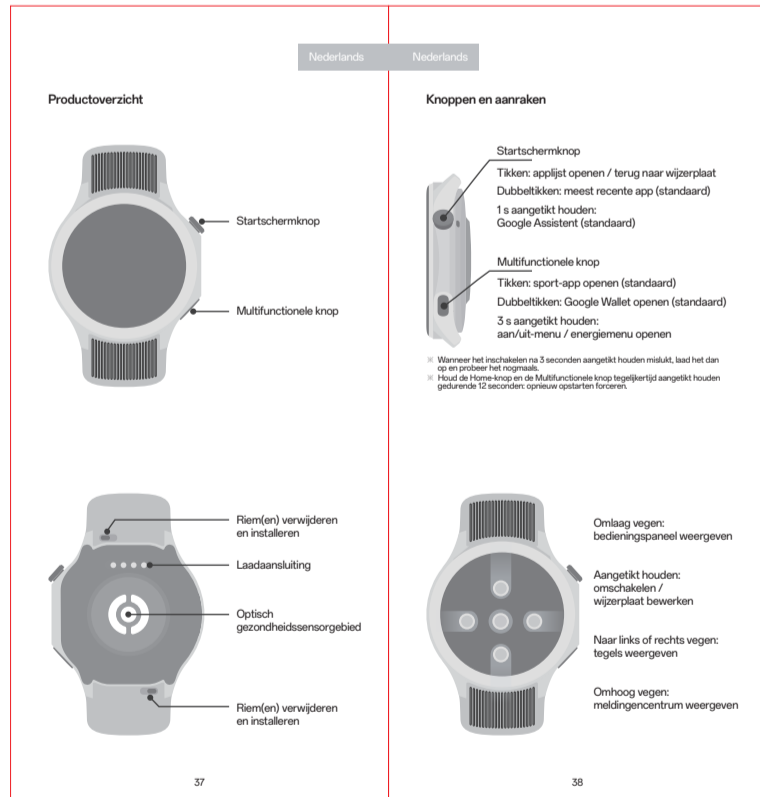 Nederlands
Productoverzicht
Startschermknop
Multifunctionele knop
Riem(en) verwijderen
en installeren
Laadaansluiting
Optisch
gezondheidssensorgebied
Riem(en) verwijderen
en installeren
37
Nederlands
Knoppen en aanraken
Startschermknop
Tikken: applijst openen / terug naar wijzerplaat
Dubbeltikken: meest recente app (standaard)
1 s aangetikt houden:
Google Assistent (standaard)
Multifunctionele knop
Tikken: sport-app openen (standaard)
Dubbeltikken: Google Wallet openen (standaard)
3 s aangetikt houden:
aan/uit-menu / energiemenu openen
※ Wanneer het inschakelen na 3 seconden aangetikt houden mislukt, laad het dan
op en probeer het nogmaals.
※ Houd de Home-knop en de Multifunctionele knop tegelijkertijd aangetikt houden
gedurende 12 seconden: opnieuw opstarten forceren.
Omlaag vegen:
bedieningspaneel weergeven
Aangetikt houden:
omschakelen /
wijzerplaat bewerken
Naar links of rechts vegen:
tegels weergeven
Omhoog vegen:
meldingencentrum weergeven
38